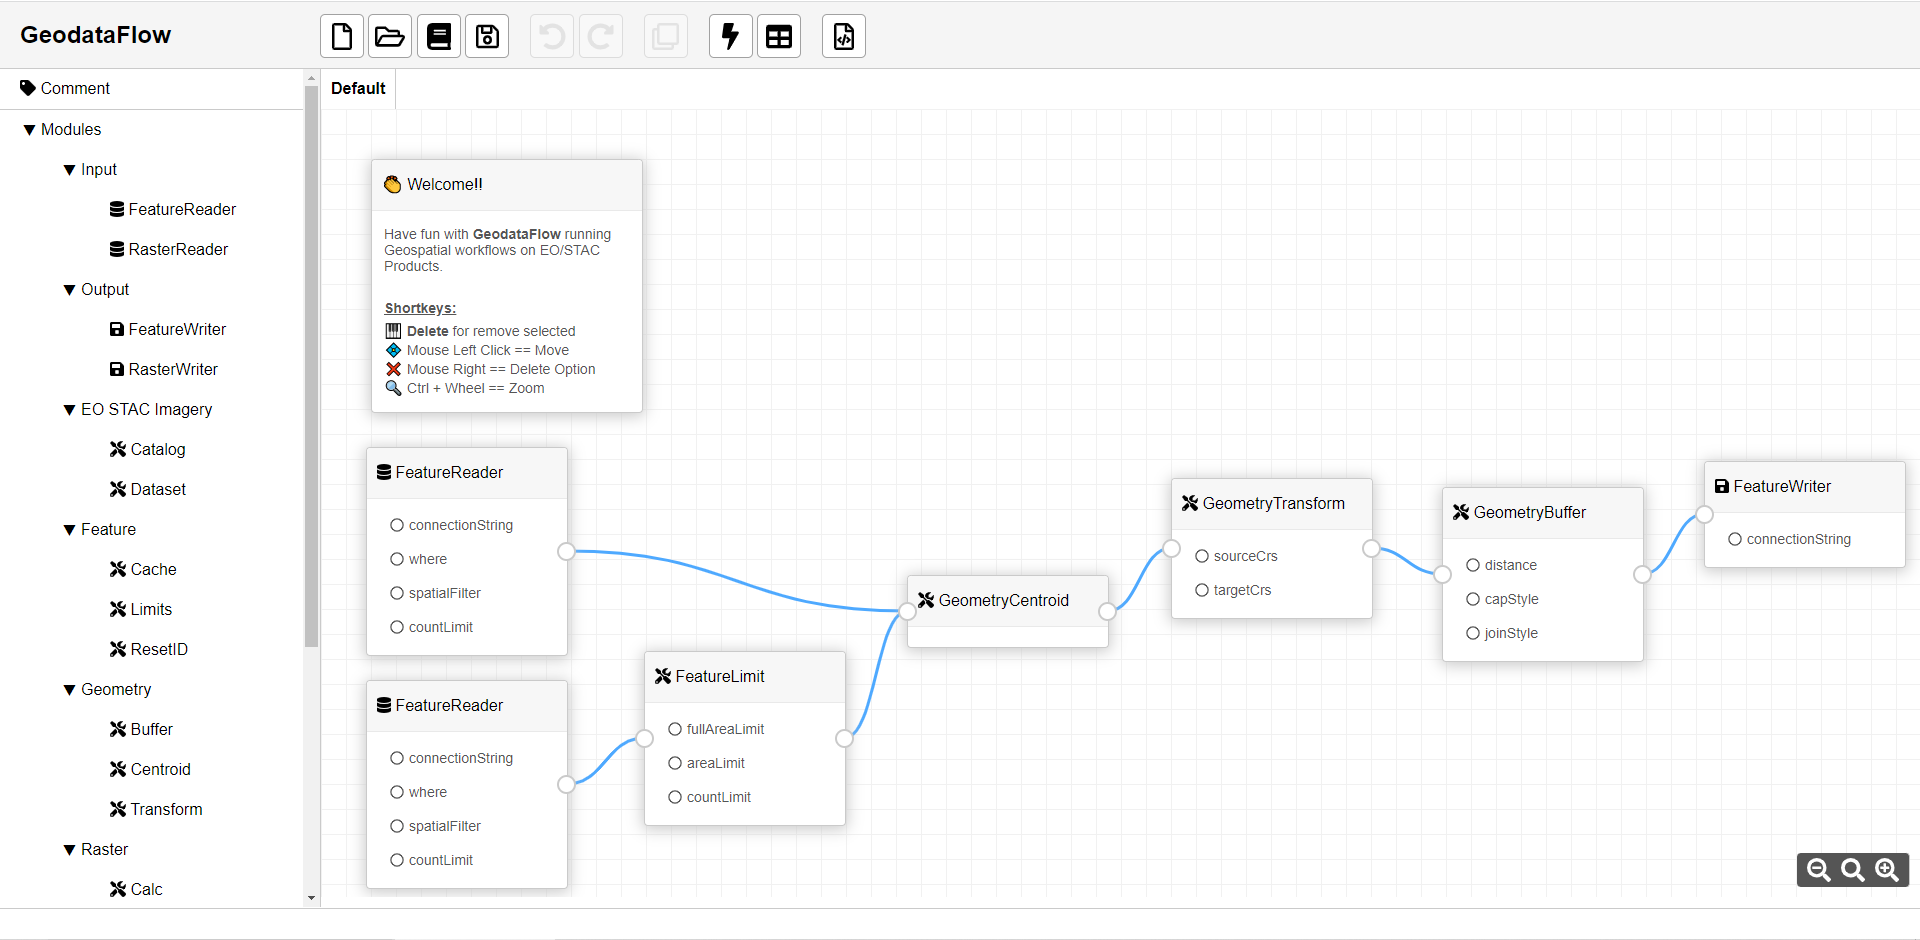 GeodataFlow
Comment
Modules
Input
FeatureReader
RasterReader
Output
FeatureWriter
RasterWriter
EO STAC Imagery
Catalog
Dataset
Feature
Cache
Limits
ResetID
Geometry
Buffer
Centroid
Transform
Raster
Calc
Default
Welcome!!
Have fun with GeodataFlow running
Geospatial workflows on EO/STAC
Products.
Shortkeys:
Delete for remove selected
Mouse Left Click == Move
Mouse Right == Delete Option
Ctrl + Wheel == Zoom
FeatureReader
connectionString
where
spatialFilter
countLimit
FeatureReader
connectionString
where
spatialFilter
countLimit
FeatureLimit
fullAreaLimit
areaLimit
countLimit
GeometryCentroid
GeometryTransform
sourceCrs
targetCrs
GeometryBuffer
distance
capStyle
joinStyle
FeatureWriter
connectionString